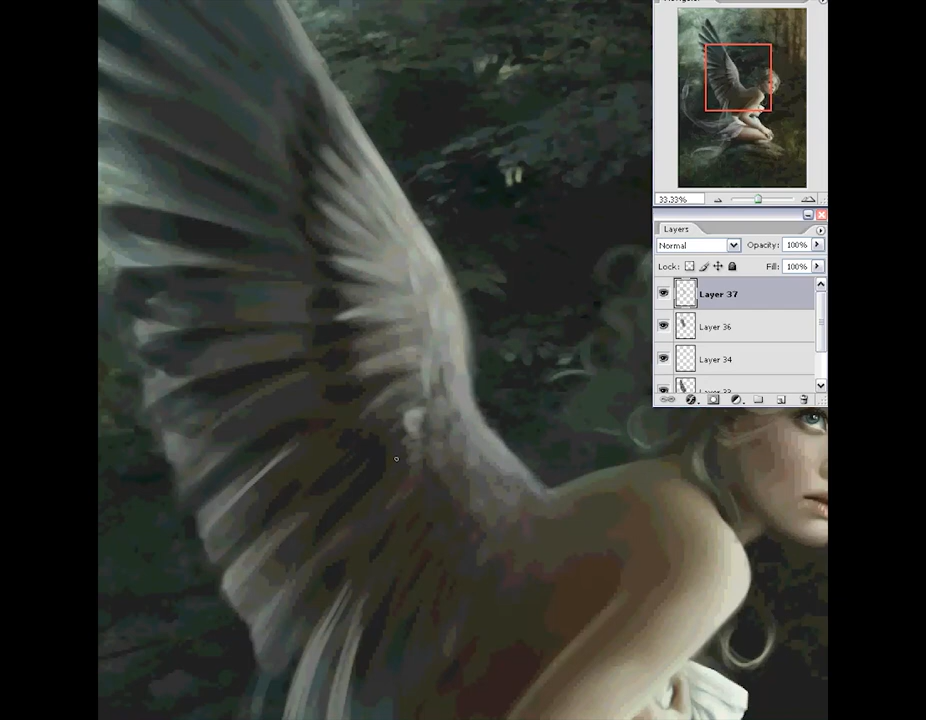 33.33%
Layers
Normal Opacity: 100%
Lock: Fill: 100%
Layer 37
Layer 36
Layer 34